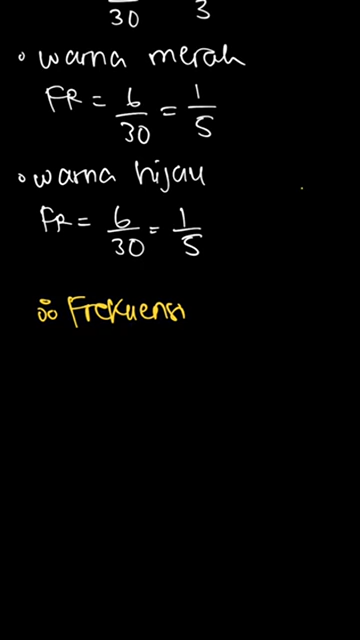 30 3
• warna merah
FR = 6/30 = 1/5
• warna hijau
FR = 6/30 = 1/5
∴ Frekuensi